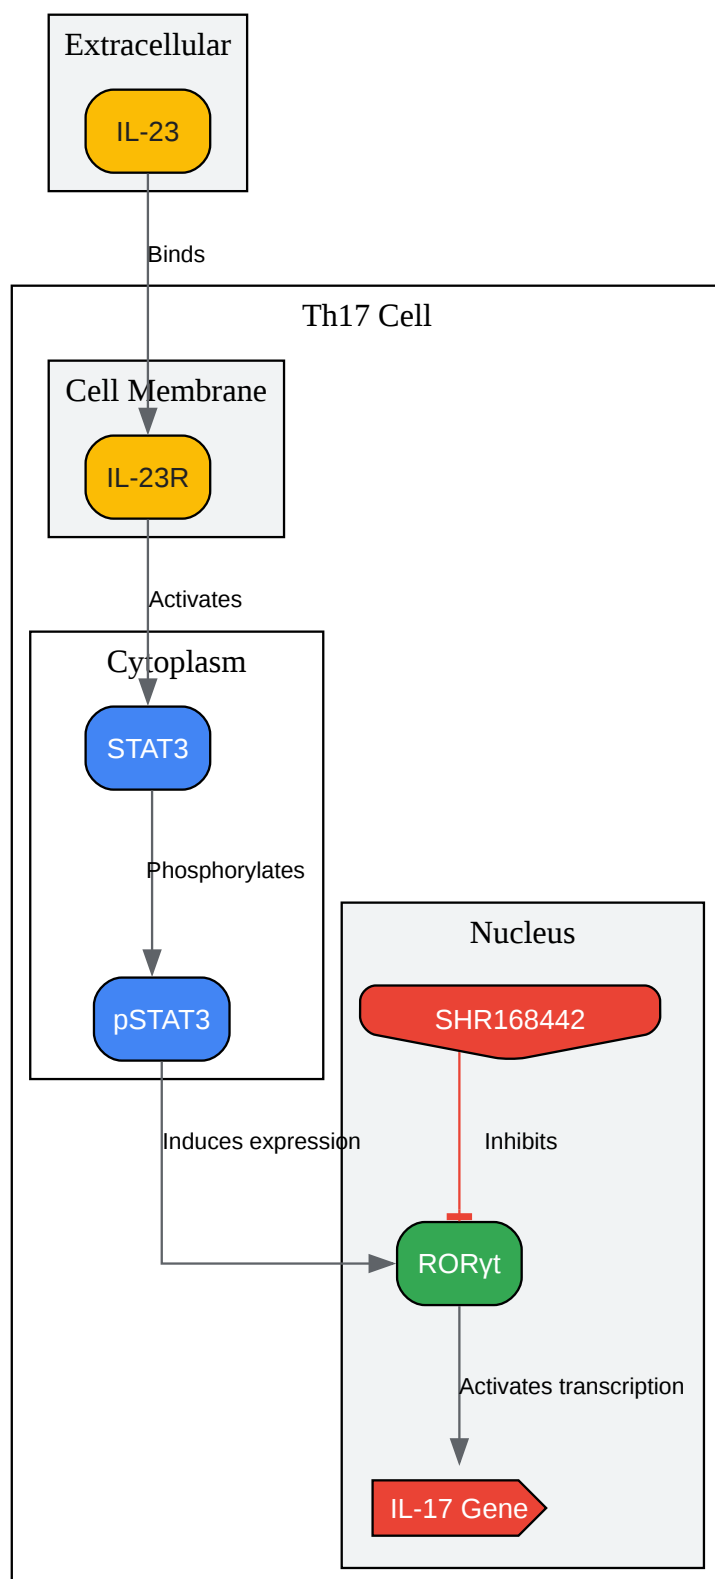 Extracellular
IL-23
Binds
Th17 Cell
Cell Membrane
IL-23R
Activates
Cytoplasm
STAT3
Phosphorylates
pSTAT3
Nucleus
SHR168442
Induces expression
Inhibits
RORγt
Activates transcription
IL-17 Gene